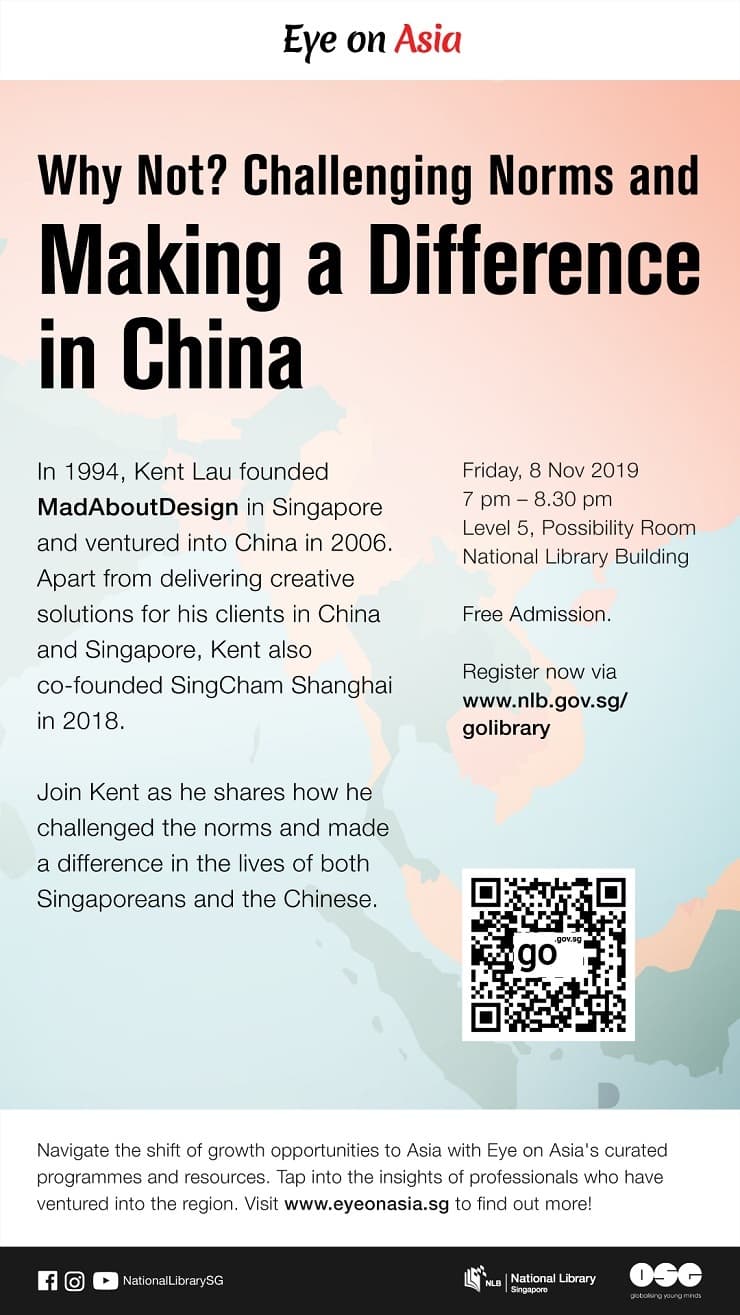 Eye on Asia
Why Not? Challenging Norms and
Making a Difference
in China
In 1994, Kent Lau founded
MadAboutDesign in Singapore
and ventured into China in 2006.
Apart from delivering creative
solutions for his clients in China
and Singapore, Kent also
co-founded SingCham Shanghai
in 2018.
Join Kent as he shares how he
challenged the norms and made
a difference in the lives of both
Singaporeans and the Chinese.
Friday, 8 Nov 2019
7 pm – 8.30 pm
Level 5, Possibility Room
National Library Building
Free Admission.
Register now via
www.nlb.gov.sg/
golibrary
go .gov.sg
Navigate the shift of growth opportunities to Asia with Eye on Asia's curated
programmes and resources. Tap into the insights of professionals who have
ventured into the region. Visit www.eyeonasia.sg to find out more!
NationalLibrarySG
NLB National Library
Singapore
OSG
globalising young minds